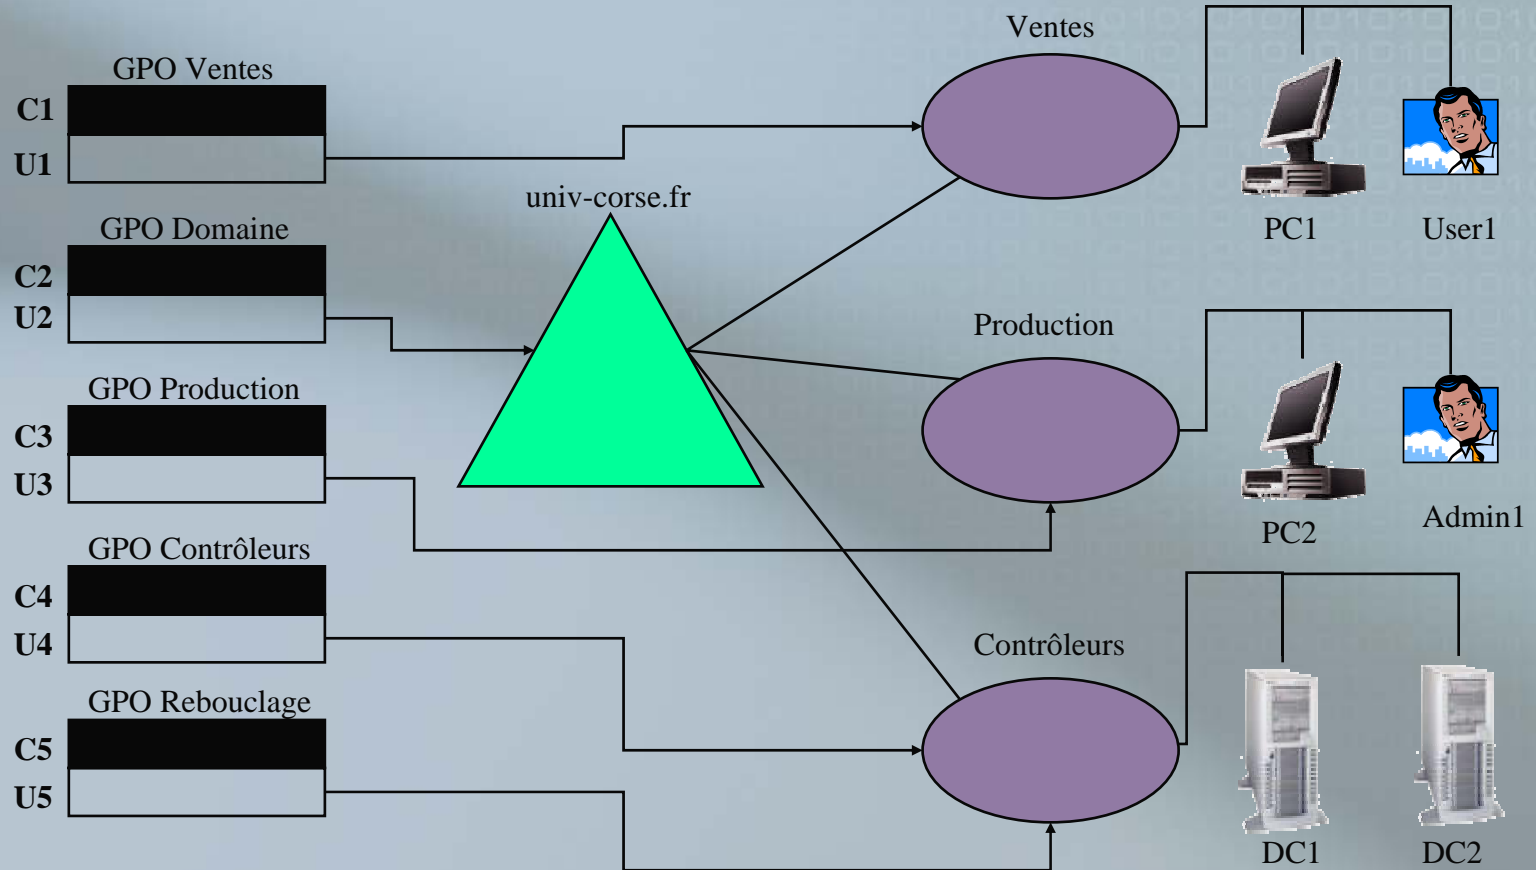 GPO Ventes
C1
U1
GPO Domaine
C2
U2
GPO Production
C3
U3
GPO Contrôleurs
C4
U4
GPO Rebouclage
C5
U5
univ-corse.fr
Ventes
PC1
User1
Production
PC2
Admin1
Contrôleurs
DC1
DC2